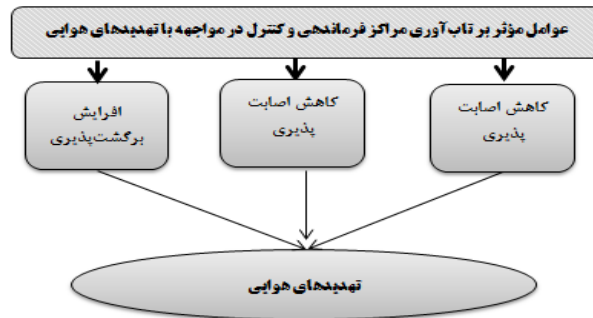 عوامل مؤثر بر تاب‌آوری مراکز فرماندهی و کنترل در مواجهه با تهدیدهای هوایی
کاهش اصابت
پذیری
کاهش اصابت
پذیری
افرایش
برگشت‌پذیری
تهدیدهای هوایی